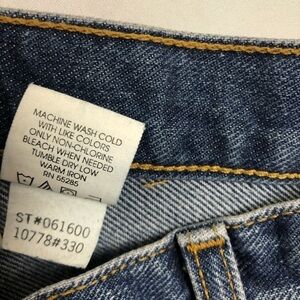 MACHINE WASH COLD
WITH LIKE COLORS
ONLY NON-CHLORINE
BLEACH WHEN NEEDED
TUMBLE DRY LOW
WARM IRON
RN 55285
ST#061600
10778#330